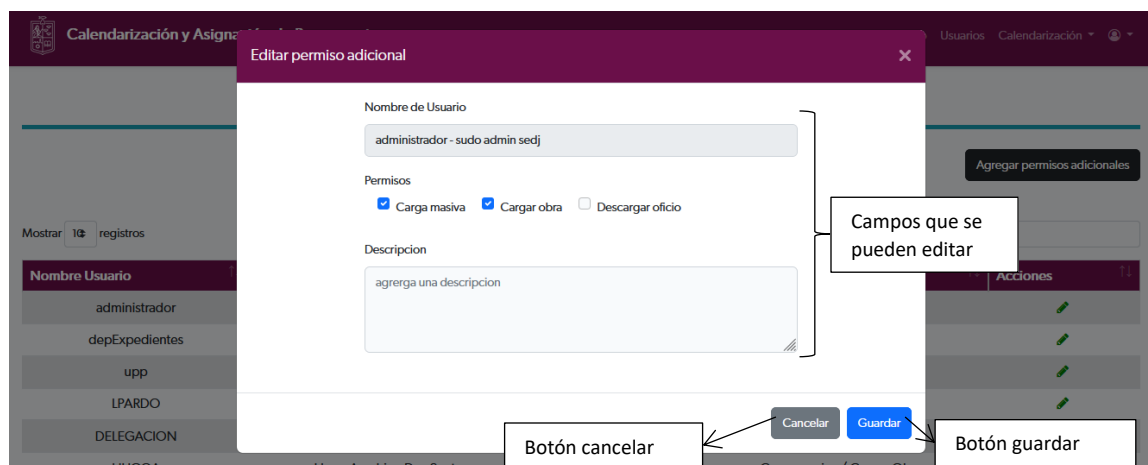 Calendarización y Asigna
Usuarios Calendarización
Editar permiso adicional
Nombre de Usuario
administrador - sudo admin sedj
Agregar permisos adicionales
Permisos
Carga masiva Cargar obra Descargar oficio
Campos que se
pueden editar
Mostrar 10 registros
Descripcion
agrerga una descripcion
Nombre Usuario
Acciones
administrador
depExpedientes
upp
LPARDO
DELEGACION
Cancelar Guardar
Botón cancelar
Botón guardar